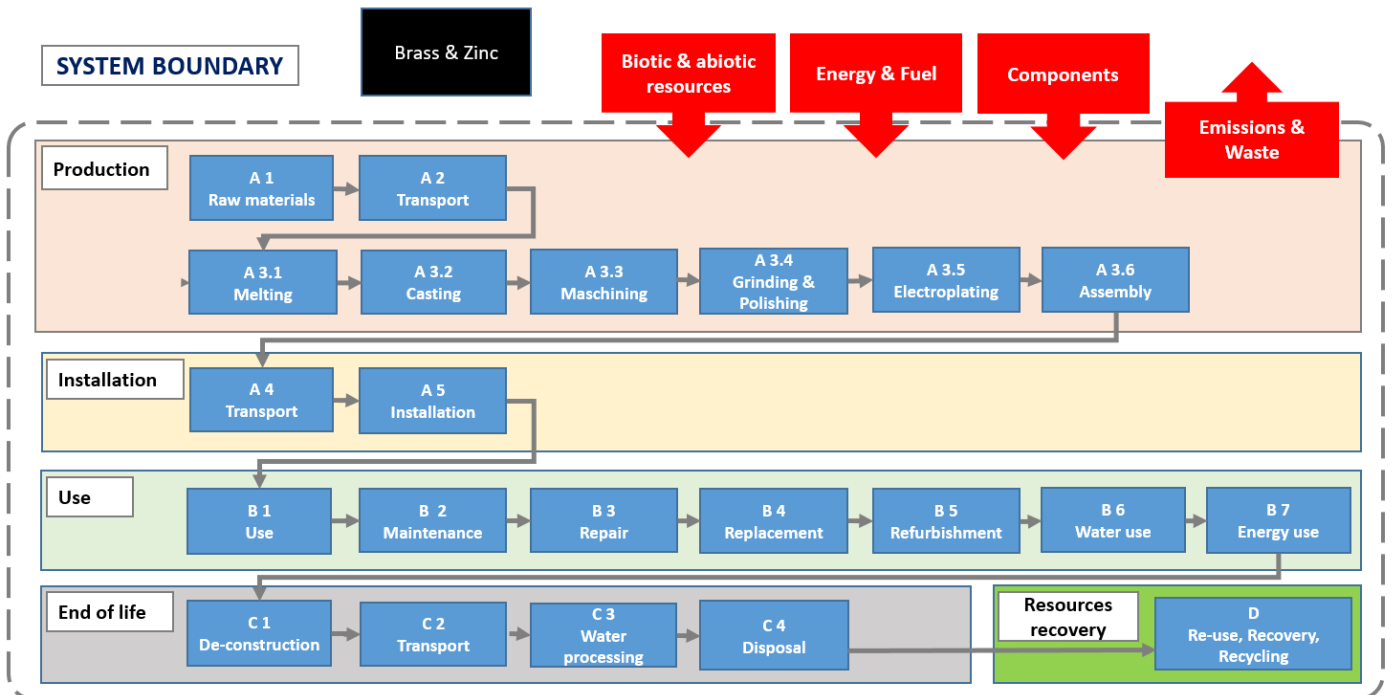 SYSTEM BOUNDARY
Brass & Zinc
Biotic & abiotic
resources
Energy & Fuel
Components
Emissions &
Waste
Production
A 1
Raw materials
A 2
Transport
A 3.1
Melting
A 3.2
Casting
A 3.3
Maschining
A 3.4
Grinding &
Polishing
A 3.5
Electroplating
A 3.6
Assembly
Installation
A 4
Transport
A 5
Installation
Use
B 1
Use
B 2
Maintenance
B 3
Repair
B 4
Replacement
B 5
Refurbishment
B 6
Water use
B 7
Energy use
End of life
C 1
De-construction
C 2
Transport
C 3
Water
processing
C 4
Disposal
Resources
recovery
D
Re-use, Recovery,
Recycling